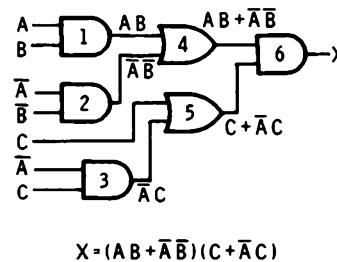 A
B
1
AB
4
AB + A̅B̅
6
X
A̅
B̅
2
A̅B̅
C
5
C + A̅C
A̅
C
3
A̅C
X = (AB + A̅B̅)(C + A̅C)